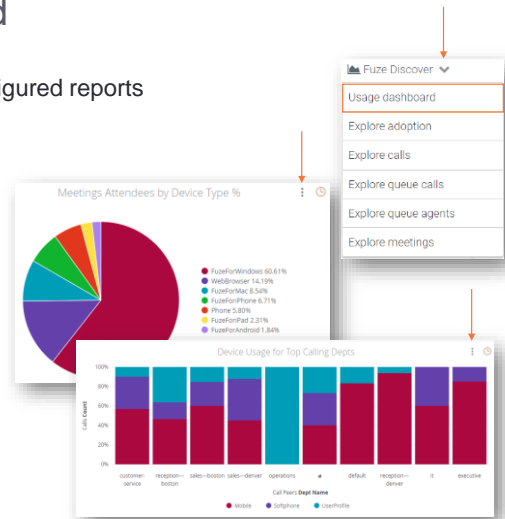 d
igured reports
Fuze Discover
Usage dashboard
Explore adoption
Explore calls
Explore queue calls
Explore queue agents
Explore meetings
Meetings Attendees by Device Type %
FuzeForWindows 60.61%
WebBrowser 14.19%
FuzeForMac 8.54%
FuzeForiPhone 6.71%
Phone 5.80%
FuzeForiPad 2.31%
FuzeForAndroid 1.84%
Device Usage for Top Calling Depts
Calls Count
100%
80%
60%
40%
20%
0%
customer-service
reception—boston
sales—boston
sales—denver
operations
ø
default
reception—denver
it
executive
Call Peers Dept Name
Mobile
Softphone
UserProfile